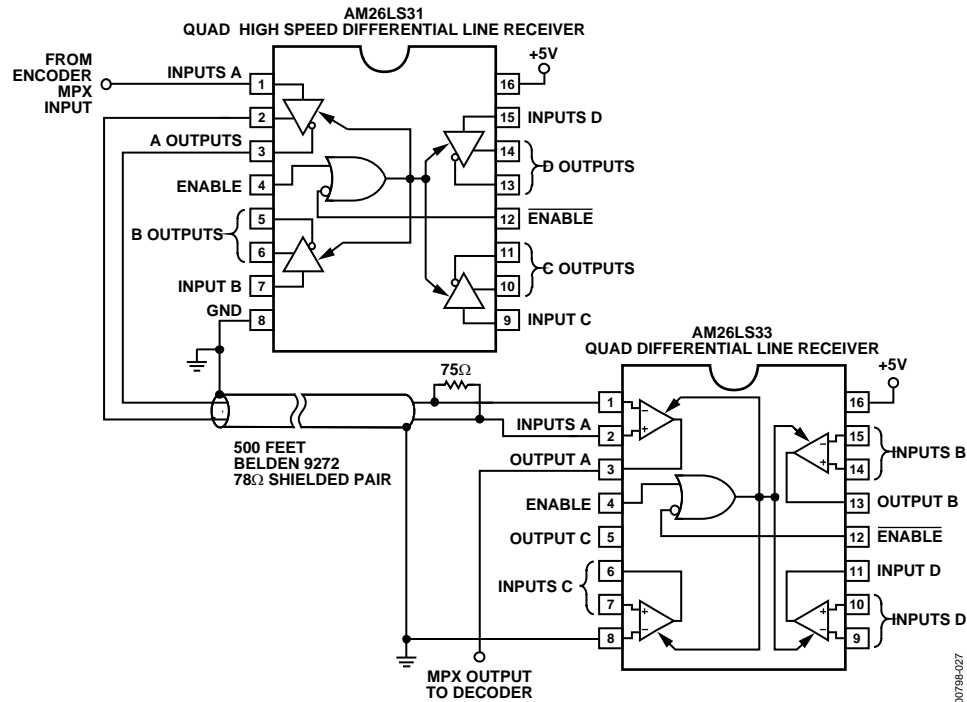 AM26LS31
QUAD HIGH SPEED DIFFERENTIAL LINE RECEIVER
FROM
ENCODER
MPX
INPUT
INPUTS A
A OUTPUTS
ENABLE
B OUTPUTS
INPUT B
GND
1
2
3
4
5
6
7
8
+5V
16
15
14
13
12
11
10
9
INPUTS D
D OUTPUTS
ENABLE
C OUTPUTS
INPUT C
75Ω
500 FEET
BELDEN 9272
78Ω SHIELDED PAIR
AM26LS33
QUAD DIFFERENTIAL LINE RECEIVER
INPUTS A
OUTPUT A
ENABLE
OUTPUT C
INPUTS C
1
2
3
4
5
6
7
8
–
+
+
–
–
+
+
–
+5V
16
15
14
13
12
11
10
9
INPUTS B
OUTPUT B
ENABLE
INPUT D
INPUTS D
MPX OUTPUT
TO DECODER
00798-027